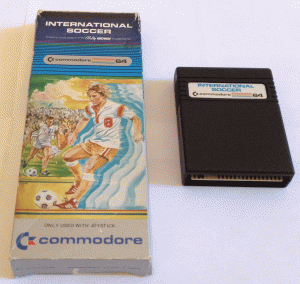 INTERNATIONAL
SOCCER
commodore 64
8
ONLY USED WITH JOYSTICK
commodore
INTERNATIONAL
SOCCER
commodore 64